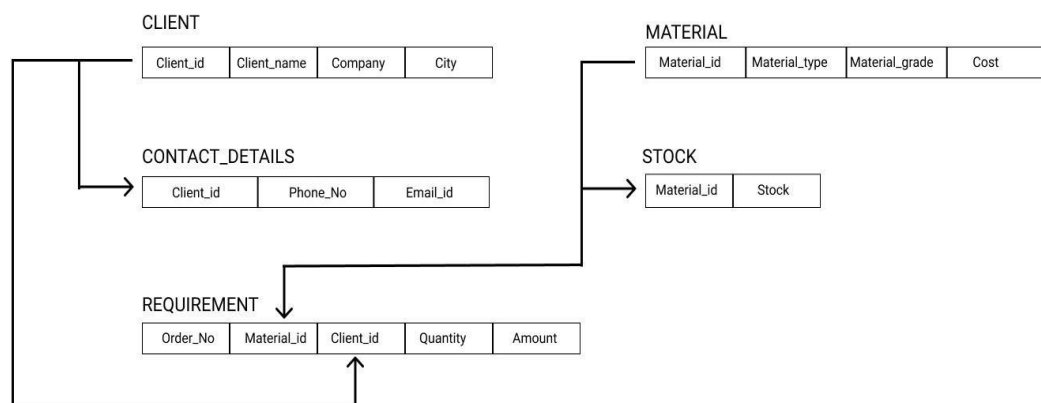 CLIENT
Client_id Client_name Company City
MATERIAL
Material_id Material_type Material_grade Cost
CONTACT_DETAILS
Client_id Phone_No Email_id
STOCK
Material_id Stock
REQUIREMENT
Order_No Material_id Client_id Quantity Amount